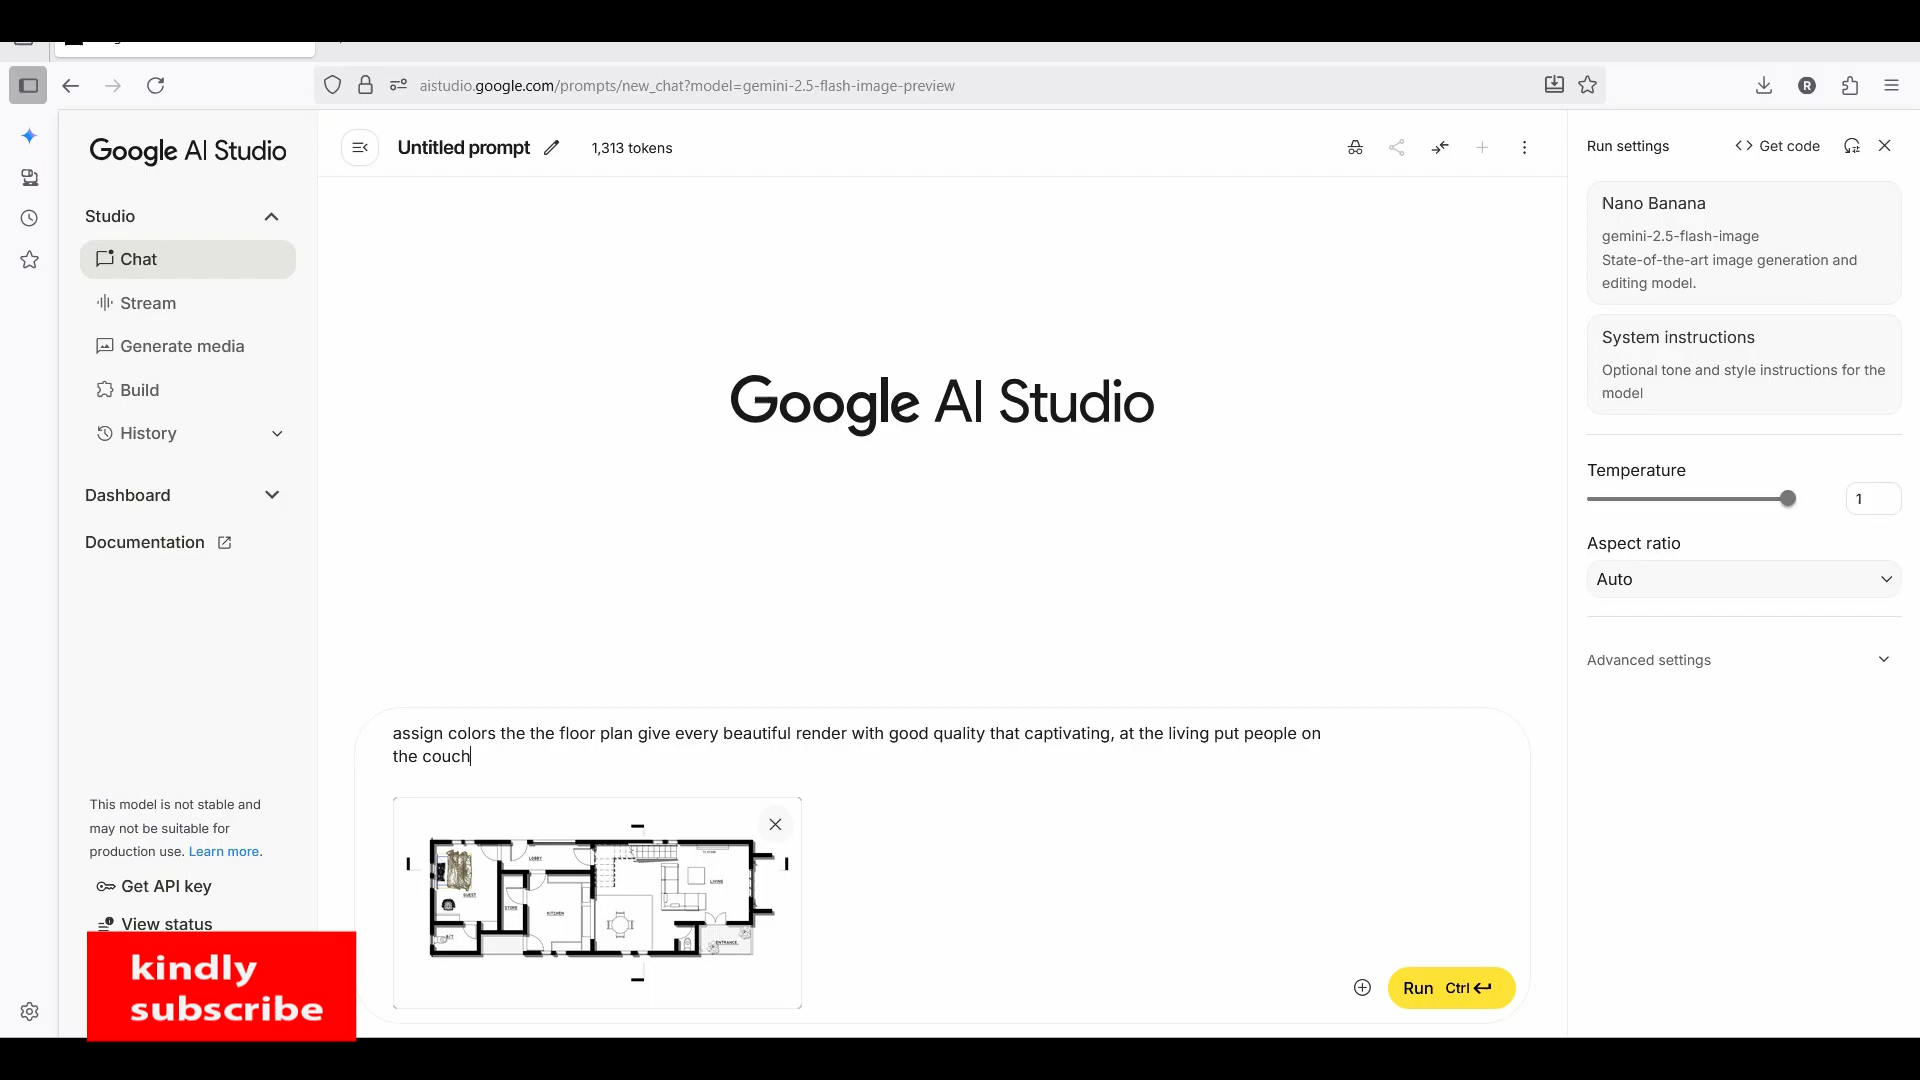 aistudio.google.com/prompts/new_chat?model=gemini-2.5-flash-image-preview
R
Google AI Studio
Studio
Chat
Stream
Generate media
Build
History
Dashboard
Documentation
This model is not stable and
may not be suitable for
production use. Learn more.
Get API key
View status
kindly
subscribe
Untitled prompt
1,313 tokens
Google AI Studio
assign colors the the floor plan give every beautiful render with good quality that captivating, at the living put people on
the couch
LOBBY
GUEST
STORE
KITCHEN
LIVING
ENTRANCE
Run Ctrl
Run settings
Get code
Nano Banana
gemini-2.5-flash-image
State-of-the-art image generation and
editing model.
System instructions
Optional tone and style instructions for the
model
Temperature
1
Aspect ratio
Auto
Advanced settings